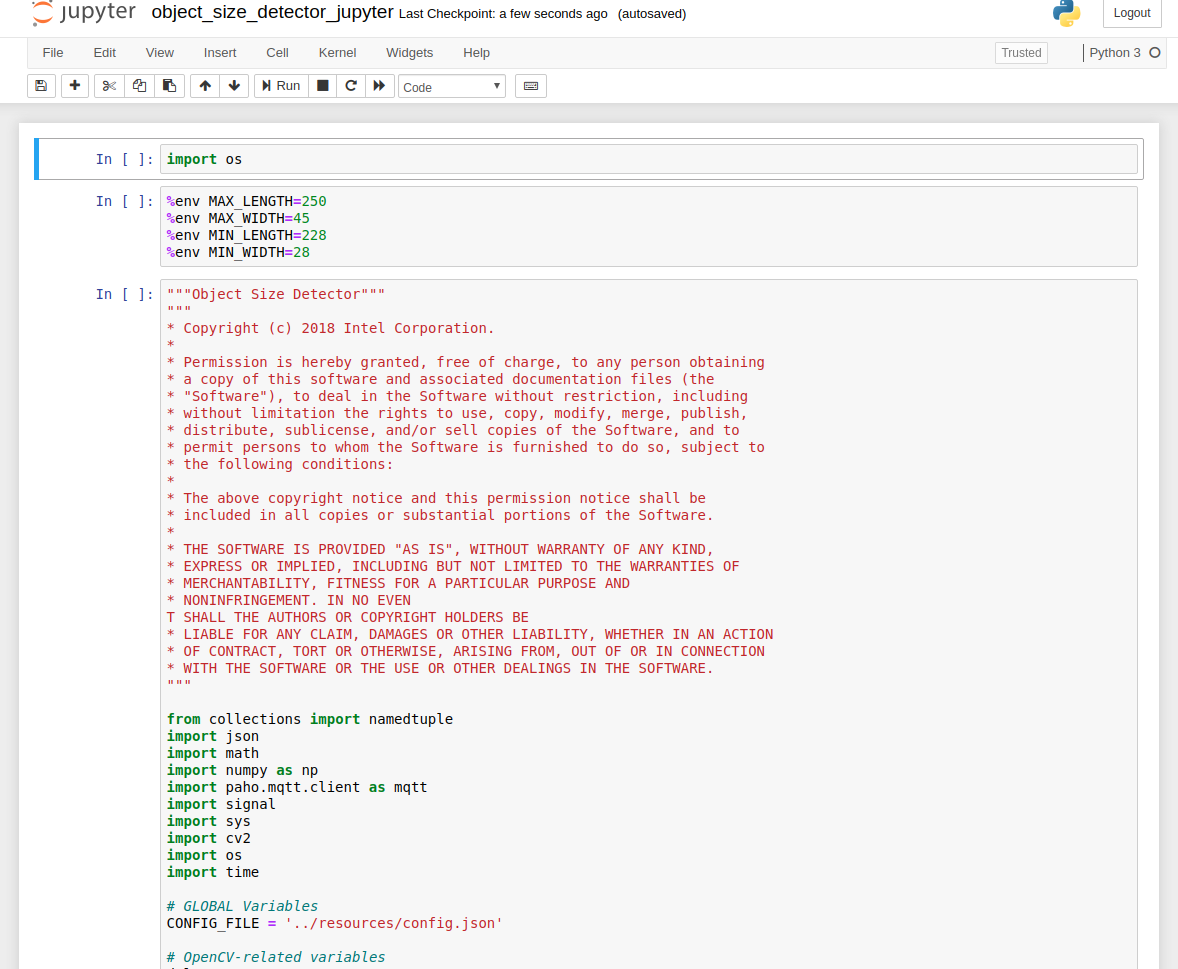 jupyter object_size_detector_jupyter Last Checkpoint: a few seconds ago (autosaved) Logout
File Edit View Insert Cell Kernel Widgets Help Trusted Python 3
Run Code
In [ ]: import os
In [ ]: %env MAX_LENGTH=250
%env MAX_WIDTH=45
%env MIN_LENGTH=228
%env MIN_WIDTH=28
In [ ]: """Object Size Detector"""
"""
* Copyright (c) 2018 Intel Corporation.
*
* Permission is hereby granted, free of charge, to any person obtaining
* a copy of this software and associated documentation files (the
* "Software"), to deal in the Software without restriction, including
* without limitation the rights to use, copy, modify, merge, publish,
* distribute, sublicense, and/or sell copies of the Software, and to
* permit persons to whom the Software is furnished to do so, subject to
* the following conditions:
*
* The above copyright notice and this permission notice shall be
* included in all copies or substantial portions of the Software.
*
* THE SOFTWARE IS PROVIDED "AS IS", WITHOUT WARRANTY OF ANY KIND,
* EXPRESS OR IMPLIED, INCLUDING BUT NOT LIMITED TO THE WARRANTIES OF
* MERCHANTABILITY, FITNESS FOR A PARTICULAR PURPOSE AND
* NONINFRINGEMENT. IN NO EVEN
T SHALL THE AUTHORS OR COPYRIGHT HOLDERS BE
* LIABLE FOR ANY CLAIM, DAMAGES OR OTHER LIABILITY, WHETHER IN AN ACTION
* OF CONTRACT, TORT OR OTHERWISE, ARISING FROM, OUT OF OR IN CONNECTION
* WITH THE SOFTWARE OR THE USE OR OTHER DEALINGS IN THE SOFTWARE.
"""
from collections import namedtuple
import json
import math
import numpy as np
import paho.mqtt.client as mqtt
import signal
import sys
import cv2
import os
import time
# GLOBAL Variables
CONFIG_FILE = '../resources/config.json'
# OpenCV-related variables